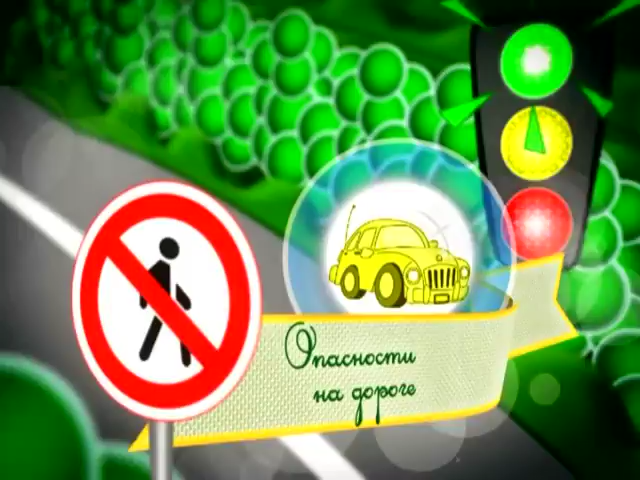 Опасности
на дороге